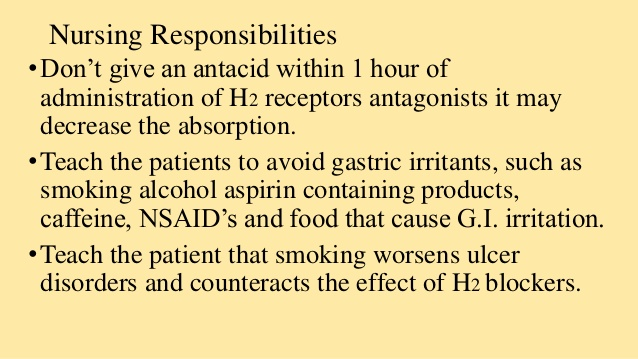 Nursing Responsibilities
•Don’t give an antacid within 1 hour of
administration of H2 receptors antagonists it may
decrease the absorption.
•Teach the patients to avoid gastric irritants, such as
smoking alcohol aspirin containing products,
caffeine, NSAID’s and food that cause G.I. irritation.
•Teach the patient that smoking worsens ulcer
disorders and counteracts the effect of H2 blockers.